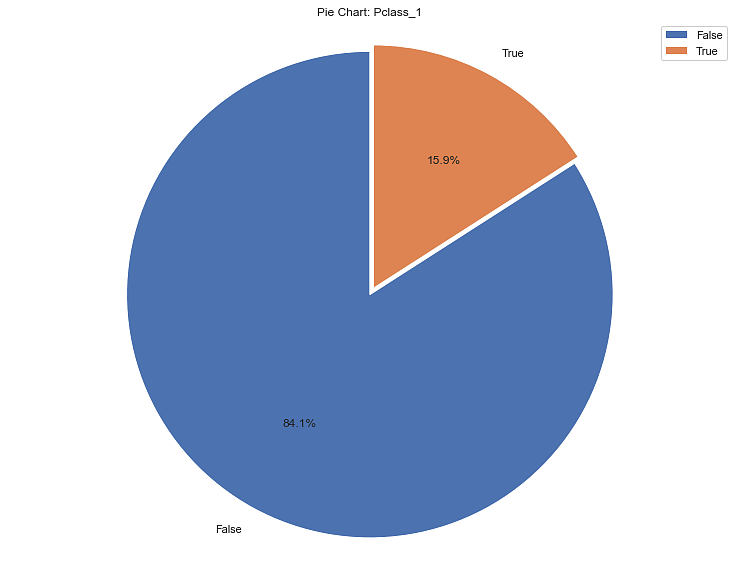 Pie Chart: Pclass_1
False
True
True
15.9%
84.1%
False